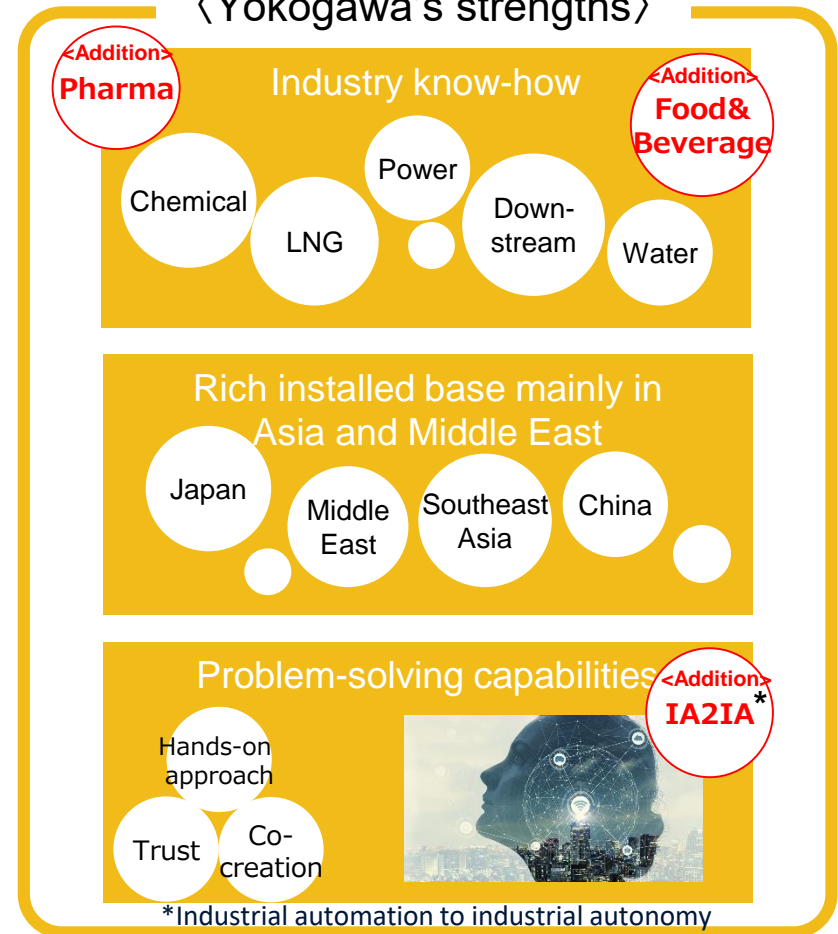 〈Yokogawa's strengths〉
<Addition>
Pharma
Industry know-how
<Addition>
Food&
Beverage
Chemical
LNG
Power
Down-
stream
Water
Rich installed base mainly in
Asia and Middle East
Japan
Middle
East
Southeast
Asia
China
Problem-solving capabilities
<Addition>
IA2IA*
Hands-on
approach
Trust
Co-
creation
*Industrial automation to industrial autonomy